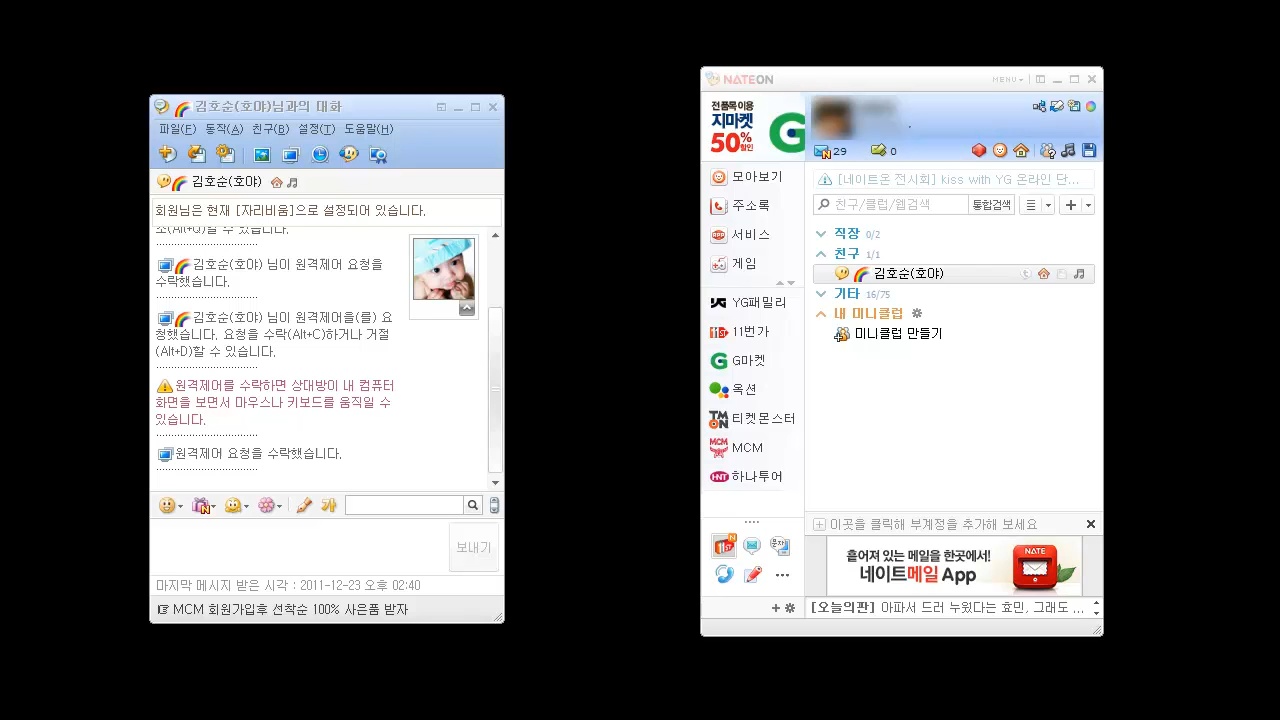 김호순(호야)님과의 대화
파일(F) 동작(A) 친구(B) 설정(T) 도움말(H)
김호순(호야)
회원님은 현재 [자리비움]으로 설정되어 있습니다.
소(Alt+Q)할 수 있습니다.
김호순(호야) 님이 원격제어 요청을
수락했습니다.
김호순(호야) 님이 원격제어을(를) 요
청했습니다. 요청을 수락(Alt+C)하거나 거절
(Alt+D)할 수 있습니다.
원격제어를 수락하면 상대방이 내 컴퓨터
화면을 보면서 마우스나 키보드를 움직일 수
있습니다.
원격제어 요청을 수락했습니다.
가
보내기
마지막 메시지 받은 시각 : 2011-12-23 오후 02:40
MCM 회원가입후 선착순 100% 사은품 받자
NATEON
MENU
전품목 이용
지마켓
50% 할인
G
29 0
모아보기
주소록
서비스
게임
YG패밀리
11번가
G마켓
옥션
티켓몬스터
MCM
하나투어
[네이트온 전시회] kiss with YG 온라인 단...
친구/클럽/웹검색 통합검색
직장 0/2
친구 1/1
김호순(호야)
기타 16/75
내 미니클럽
미니클럽 만들기
이곳을 클릭해 부계정을 추가해 보세요
흩어져 있는 메일을 한곳에서!
네이트메일 App
NATE
[오늘의판] 아파서 드러 누웠다는 효민, 그래도 ...